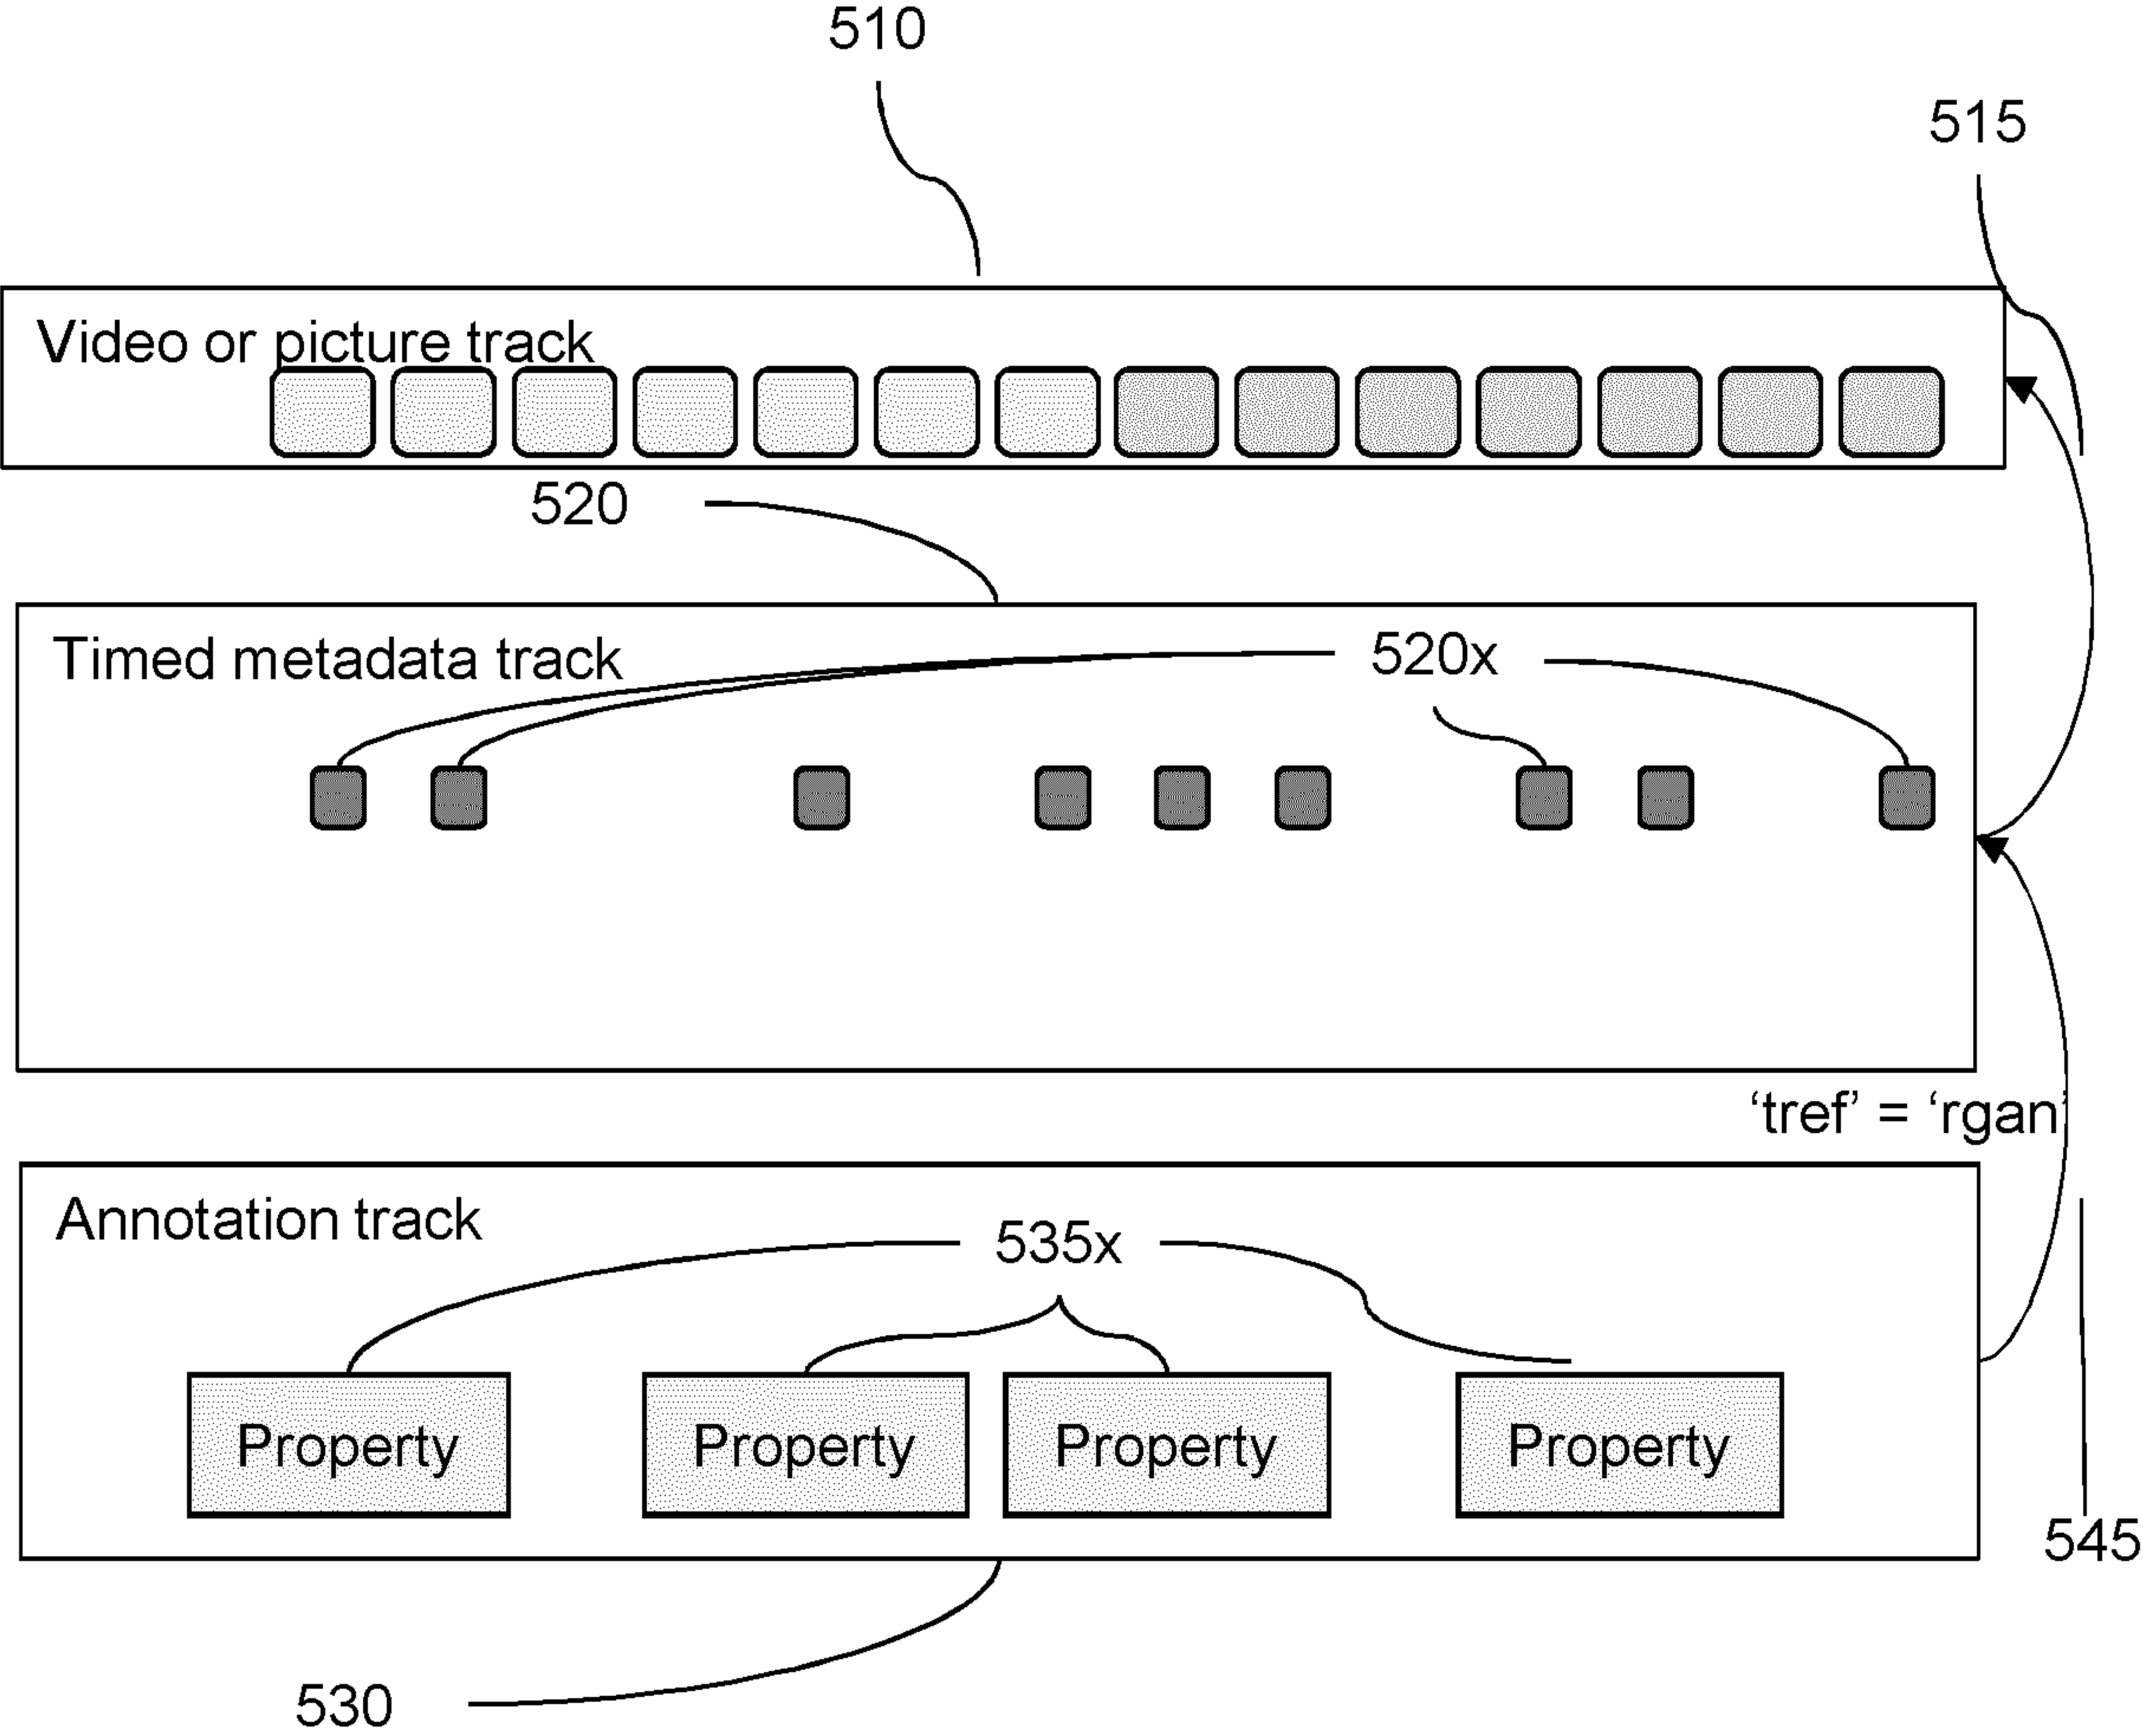 510
515
Video or picture track
520
Timed metadata track
520x
‘tref’ = ‘rgan’
Annotation track
535x
Property Property Property Property
545
530